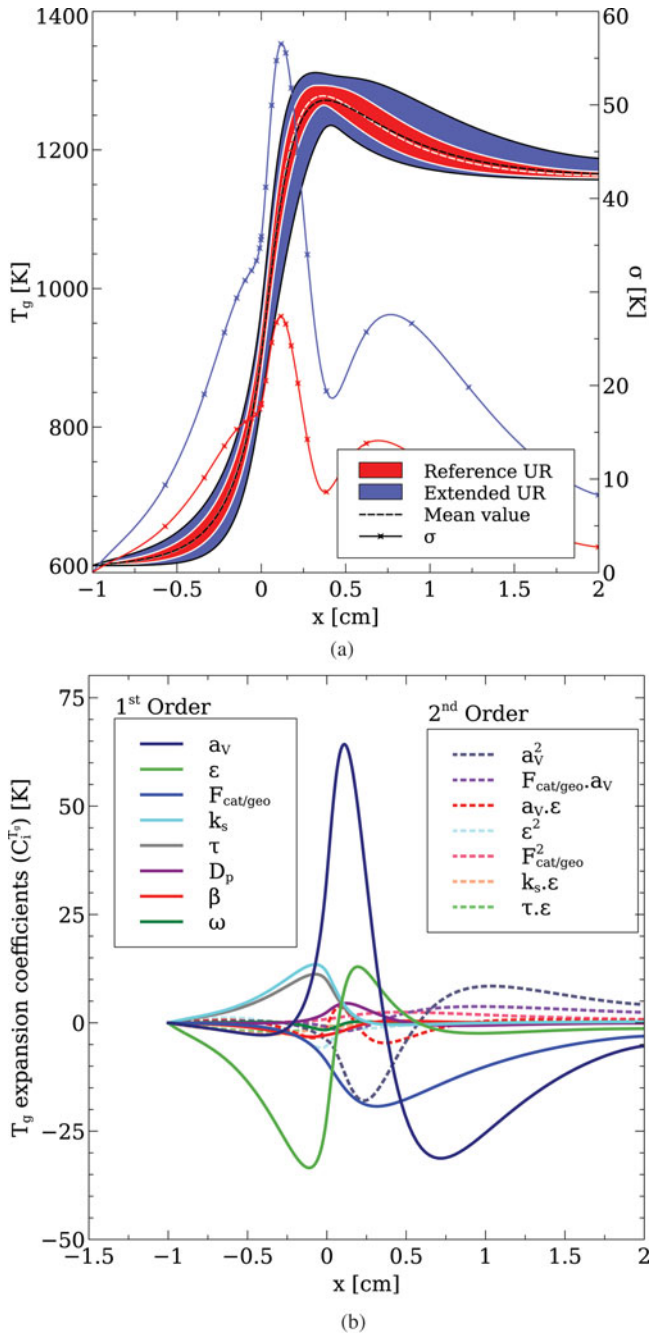 1400
1200
1000
800
600
T_g [K]
60
50
40
30
20
10
0
σ [K]
Reference UR
Extended UR
Mean value
σ
−1 −0.5 0 0.5 1 1.5 2
x [cm]
(a)
75
50
25
0
−25
−50
T_g expansion coefficients (C_i^{T_g}) [K]
1st Order
a_V
ε
F_cat/geo
k_s
τ
D_p
β
ω
2nd Order
a_V^2
F_cat/geo.a_V
a_V.ε
ε^2
F_cat/geo^2
k_s.ε
τ.ε
−1.5 −1 −0.5 0 0.5 1 1.5 2
x [cm]
(b)